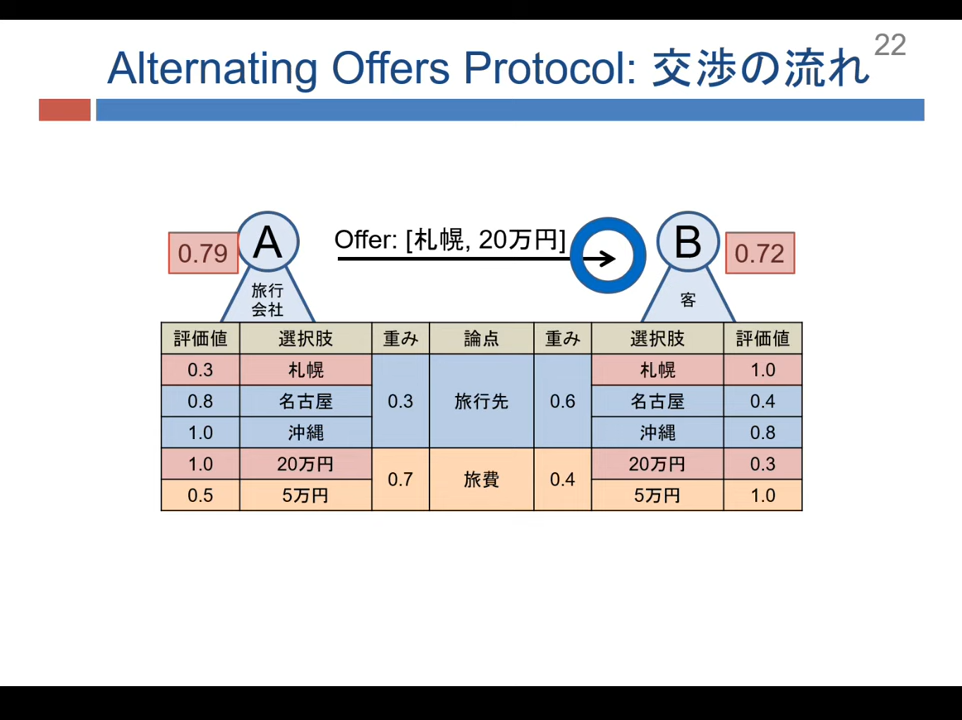 22
Alternating Offers Protocol: 交渉の流れ
0.79 A Offer: [札幌, 20万円] B 0.72
旅行
会社
客
評価値 選択肢 重み 論点 重み 選択肢 評価値
0.3 札幌 札幌 1.0
0.8 名古屋 0.3 旅行先 0.6 名古屋 0.4
1.0 沖縄 沖縄 0.8
1.0 20万円 20万円 0.3
0.7 旅費 0.4
0.5 5万円 5万円 1.0